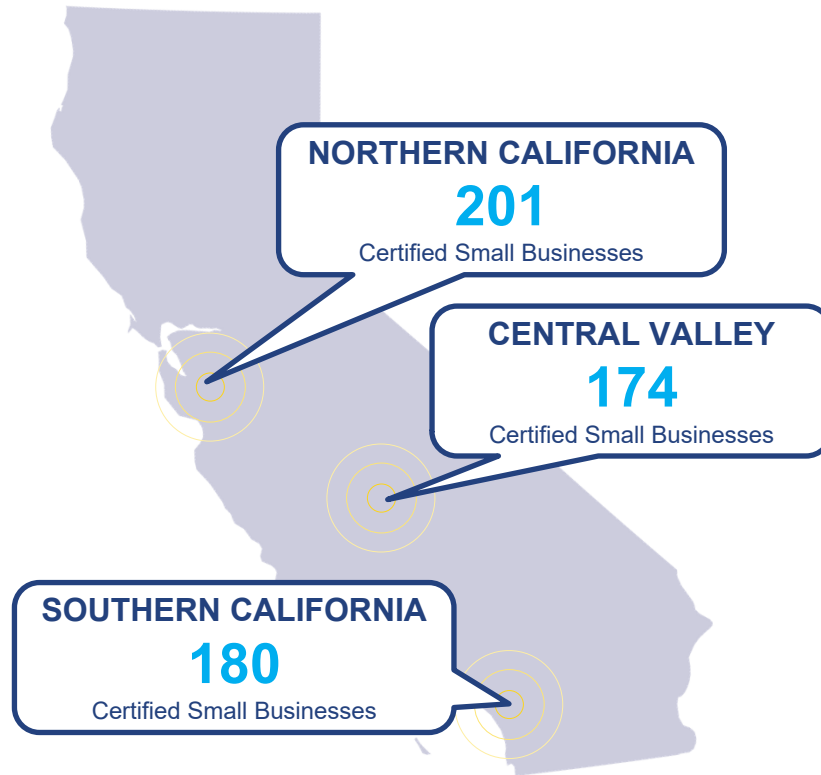 NORTHERN CALIFORNIA
201
Certified Small Businesses
CENTRAL VALLEY
174
Certified Small Businesses
SOUTHERN CALIFORNIA
180
Certified Small Businesses